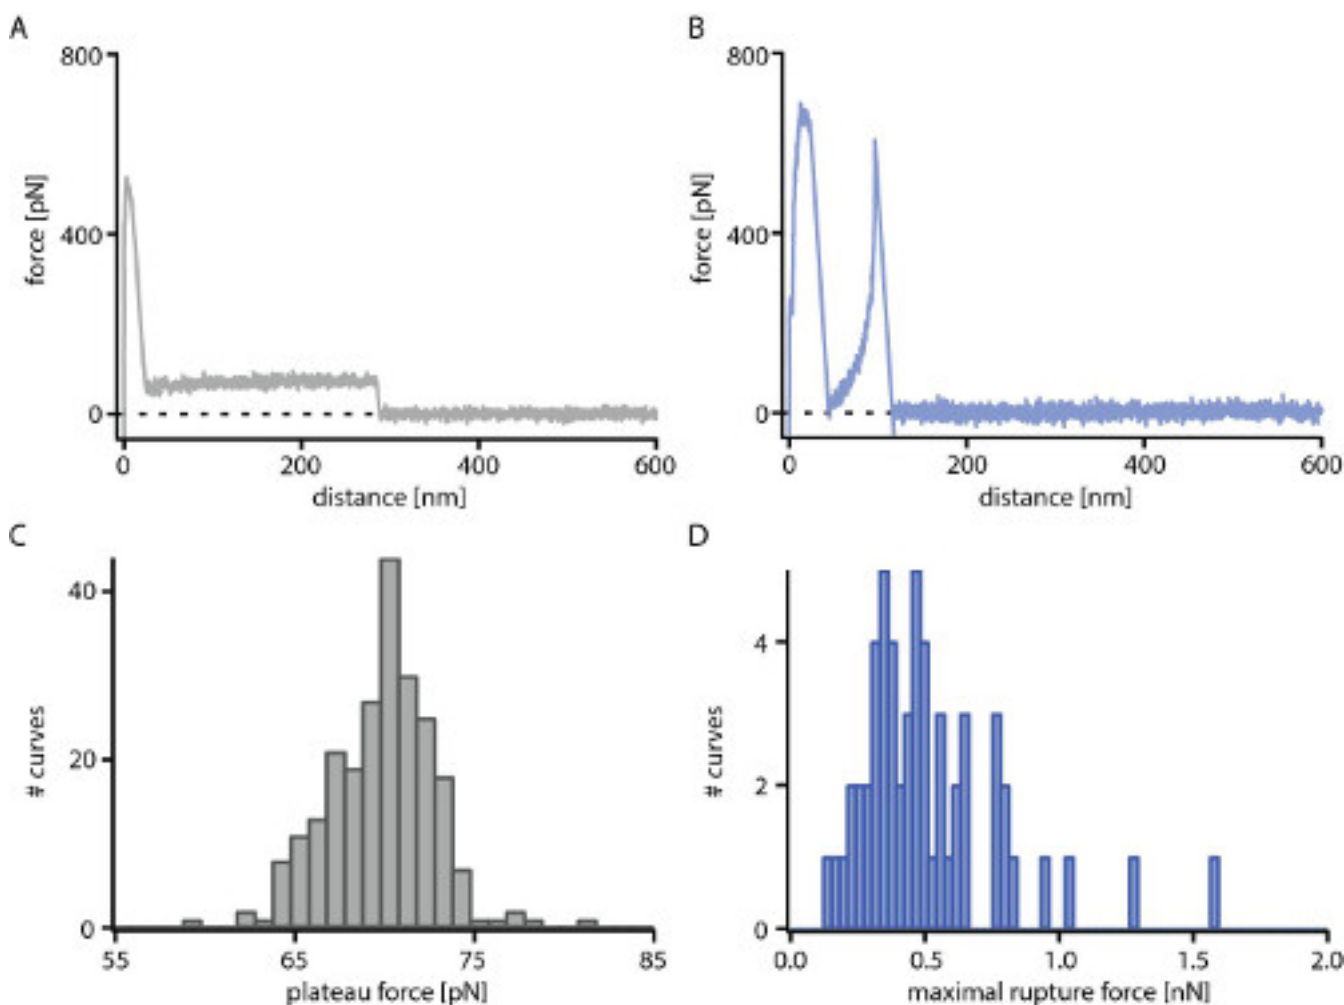 A
800
400
0
force [pN]
0 200 400 600
distance [nm]
B
800
400
0
force [pN]
0 200 400 600
distance [nm]
C
40
20
0
# curves
55 65 75 85
plateau force [pN]
D
4
2
0
# curves
0.0 0.5 1.0 1.5 2.0
maximal rupture force [nN]